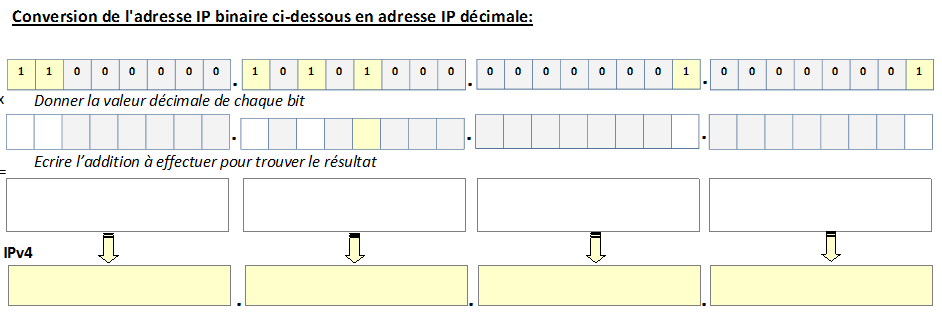 Conversion de l'adresse IP binaire ci-dessous en adresse IP décimale:
1 1 0 0 0 0 0 0 . 1 0 1 0 1 0 0 0 . 0 0 0 0 0 0 0 1 . 0 0 0 0 0 0 0 1
x Donner la valeur décimale de chaque bit
. . .
= Ecrire l’addition à effectuer pour trouver le résultat
IPv4
. . .